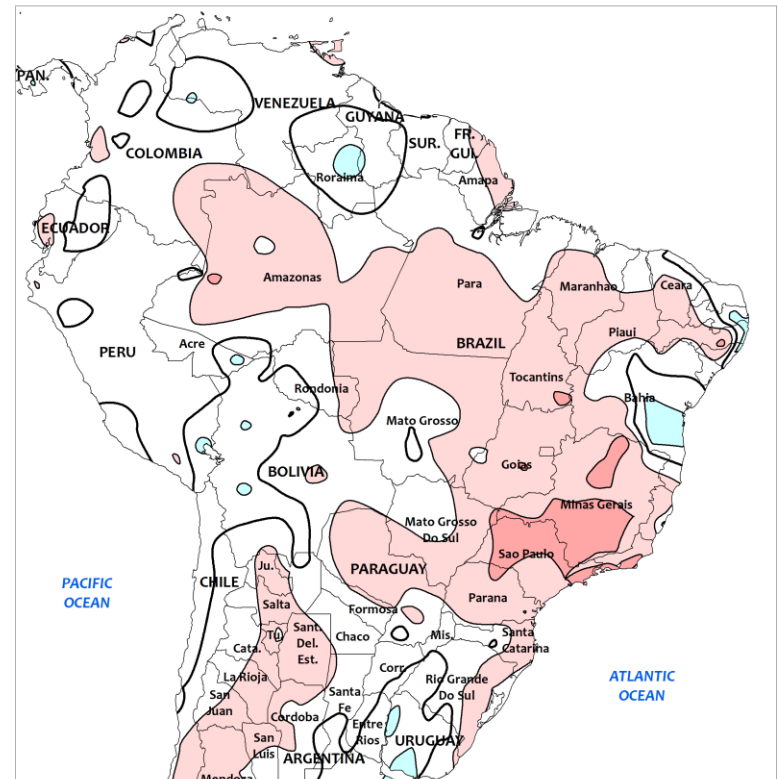 PAN.
VENEZUELA
GUYANA
SUR.
FR.
GUI.
COLOMBIA
Roraima
Amapa
ECUADOR
Amazonas
Para
Maranhao
Ceara
PERU
Acre
BRAZIL
Piaui
Tocantins
Rondonia
Bahia
Mato Grosso
BOLIVIA
Goias
Minas Gerais
Mato Grosso
Do Sul
Sao Paulo
PACIFIC
OCEAN
CHILE
Ju.
PARAGUAY
Salta
Formosa
Parana
Tu.
Sant.
Del.
Est.
Chaco
Mis.
Santa
Catarina
Cata.
La Rioja
Corr.
Rio Grande
Do Sul
ATLANTIC
OCEAN
San
Juan
Santa
Fe
Cordoba
Entre
Rios
San
Luis
ARGENTINA
URUGUAY
Mendoza